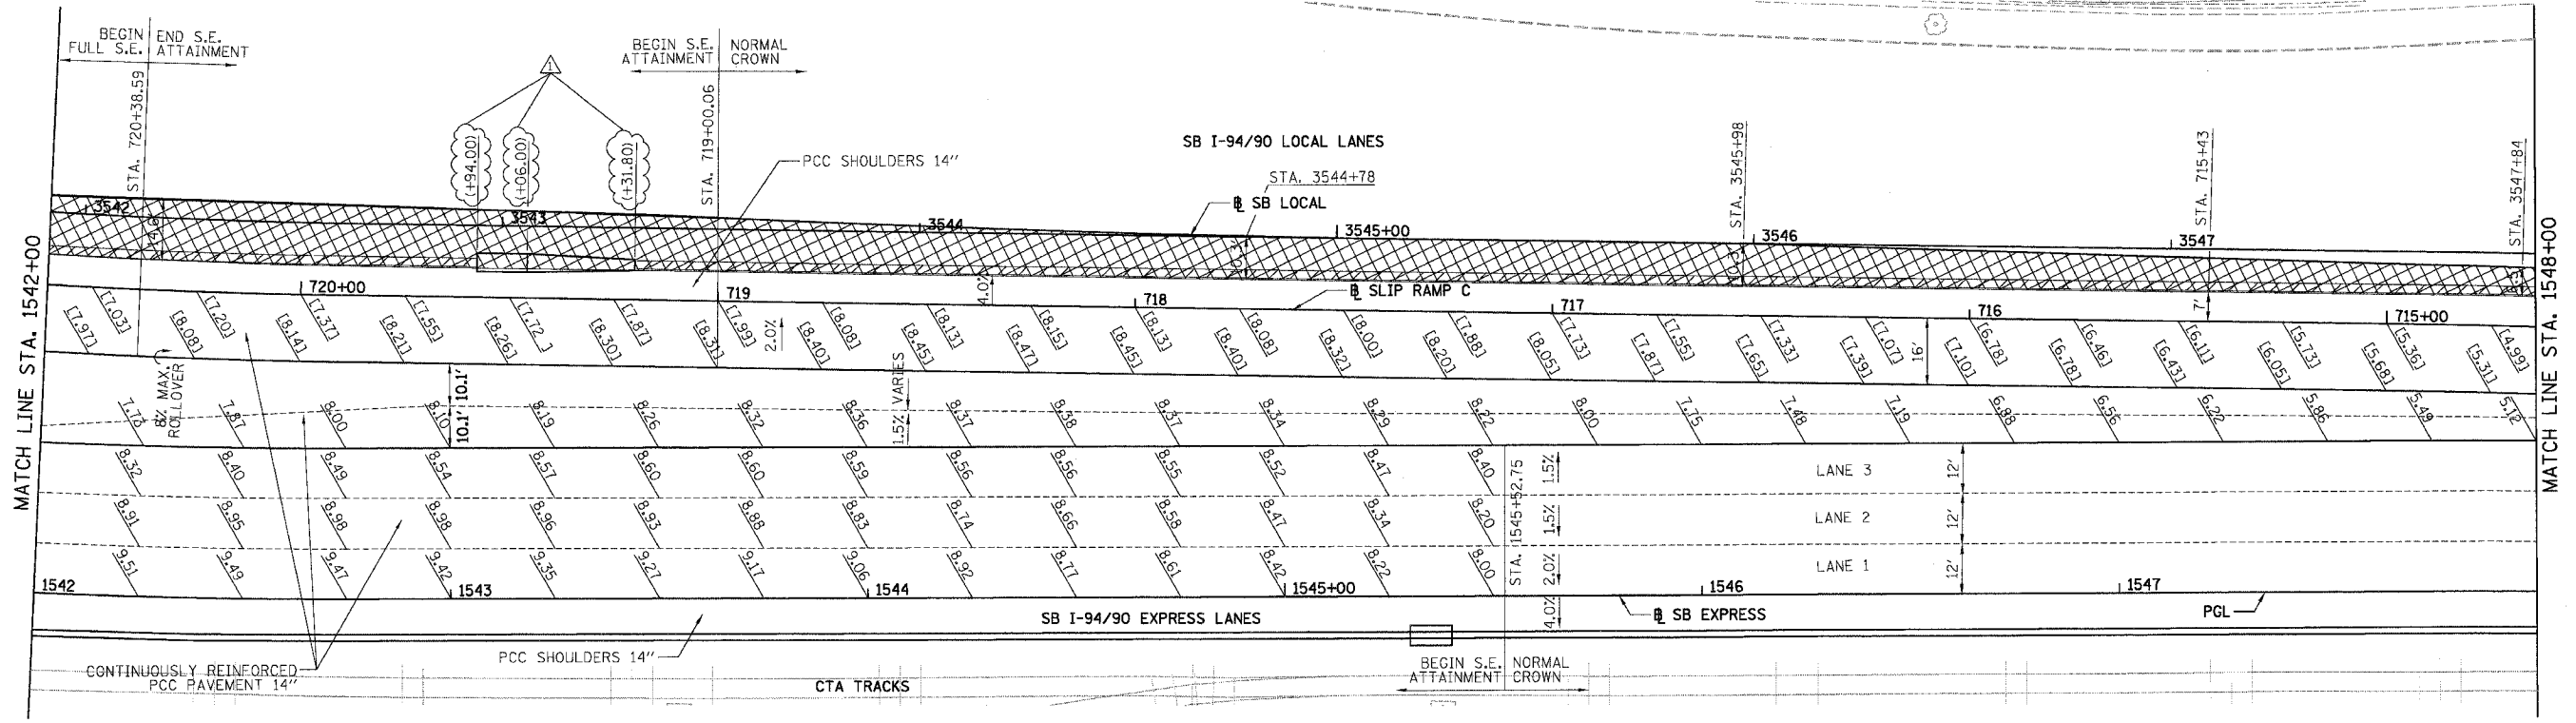 BEGIN FULL S.E.
END S.E. ATTAINMENT
BEGIN S.E. ATTAINMENT
NORMAL CROWN
1
STA. 720+38.59
(+94.00)
(+06.00)
(+31.80)
STA. 719+00.06
PCC SHOULDERS 14"
SB I-94/90 LOCAL LANES
STA. 3544+78
SB LOCAL
STA. 3545+98
STA. 715+43
STA. 3547+84
3542
3543
3544
3545+00
3546
3547
10.3'
MATCH LINE STA. 1542+00
MATCH LINE STA. 1548+00
720+00
719
718
717
716
715+00
4.0%
SLIP RAMP C
7'
[7.03] [7.20] [7.37] [7.55] [7.72 ] [7.87] [7.99] [8.08] [8.13] [8.15] [8.13] [8.08] [8.00] [7.88] [7.73] [7.55] [7.33] [7.07] [6.78] [6.46] [6.11] [5.73] [5.36] [4.99]
[7.97] [8.08] [8.14] [8.21] [8.26] [8.30] [8.31] [8.40] [8.45] [8.47] [8.45] [8.40] [8.32] [8.20] [8.05] [7.87] [7.65] [7.39] [7.10] [6.78] [6.43] [6.05] [5.68] [5.31]
2.0%
16'
8% MAX. ROLLOVER
10.1'
10.1'
1.5% VARIES
7.87 8.00 8.10 8.19 8.26 8.32 8.36 8.37 8.38 8.37 8.34 8.29 8.22 8.00 7.75 7.48 7.19 6.88 6.56 6.22 5.86 5.49 5.12
8.32 8.40 8.49 8.54 8.57 8.60 8.60 8.59 8.56 8.56 8.55 8.52 8.47 8.40
1.5%
LANE 3
12'
8.91 8.95 8.98 8.98 8.96 8.93 8.88 8.83 8.74 8.66 8.58 8.47 8.34 8.20
STA. 1545+52.75
1.5%
LANE 2
12'
9.51 9.49 9.47 9.42 9.35 9.27 9.17 9.06 8.92 8.77 8.61 8.42 8.22 8.00
2.0%
LANE 1
12'
1542
1543
1544
1545+00
1546
1547
SB I-94/90 EXPRESS LANES
4.0%
SB EXPRESS
PGL
CONTINUOUSLY REINFORCED
PCC PAVEMENT 14"
PCC SHOULDERS 14"
CTA TRACKS
BEGIN S.E. ATTAINMENT
NORMAL CROWN